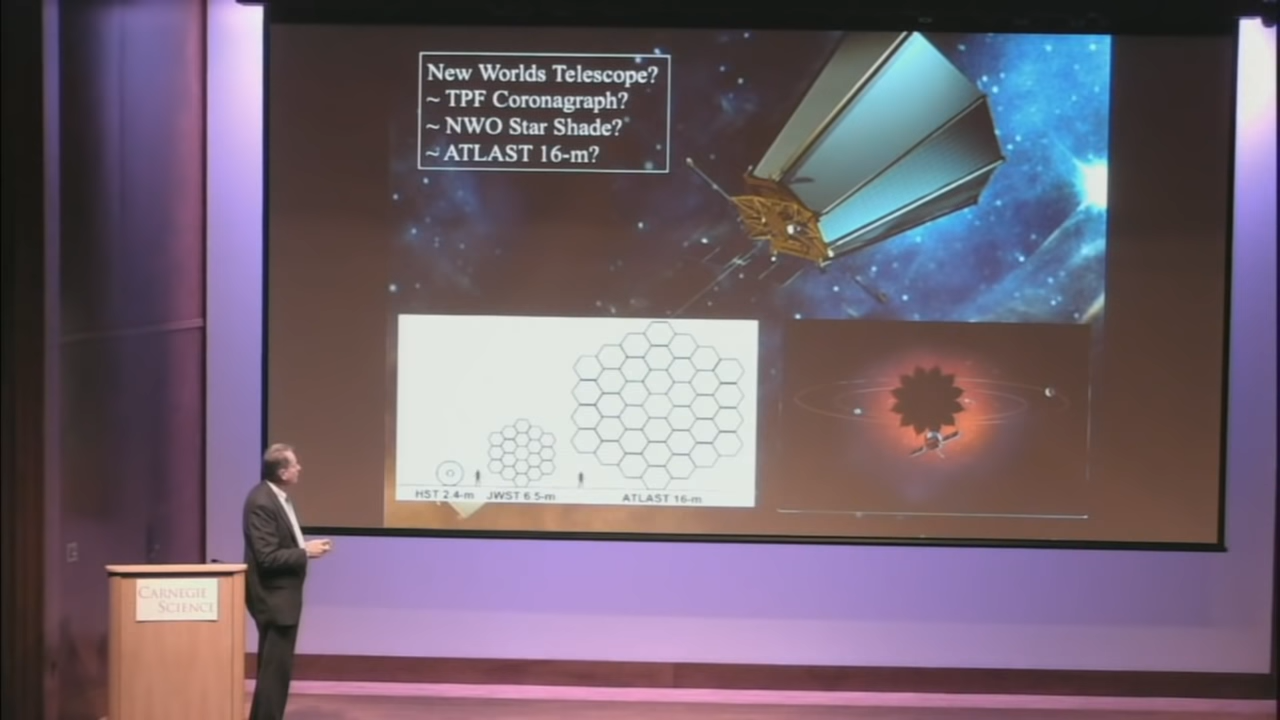 New Worlds Telescope?
~ TPF Coronagraph?
~ NWO Star Shade?
~ ATLAST 16-m?
HST 2.4-m JWST 6.5-m ATLAST 16-m
CARNEGIE
SCIENCE